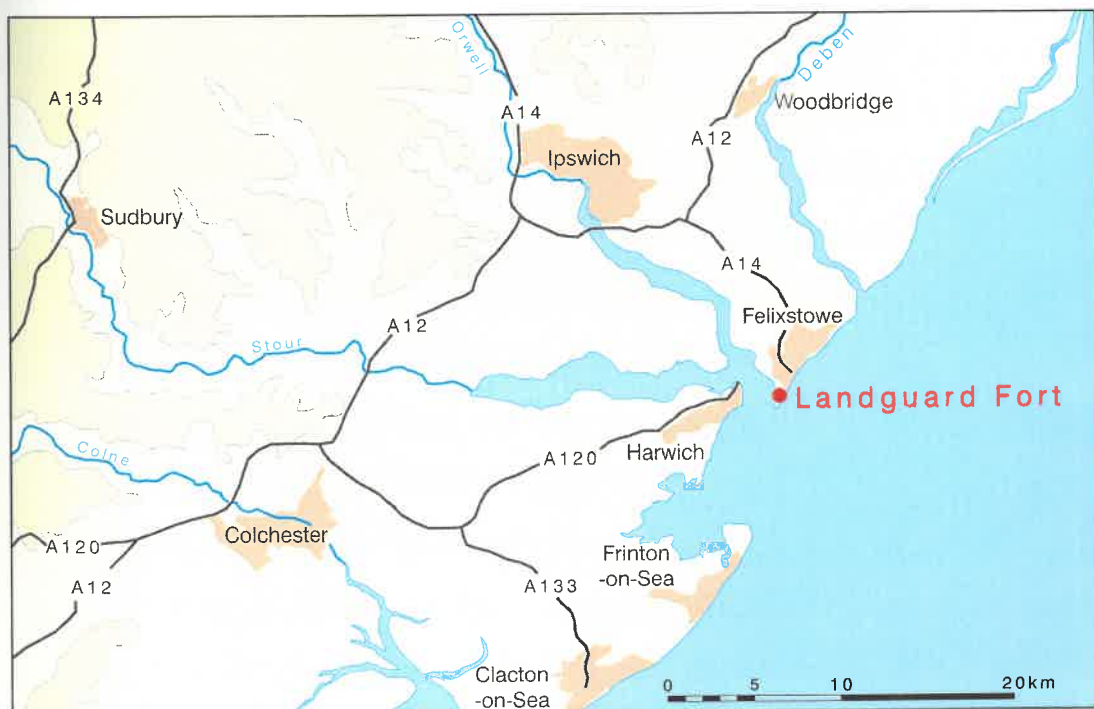 Orwell
Deben
A134
A14
Woodbridge
A12
Ipswich
Sudbury
A14
Felixstowe
A12
Stour
Landguard Fort
Harwich
Colne
A120
Colchester
A120
Frinton
-on-Sea
A12
A133
Clacton
-on-Sea
0 5 10 20km